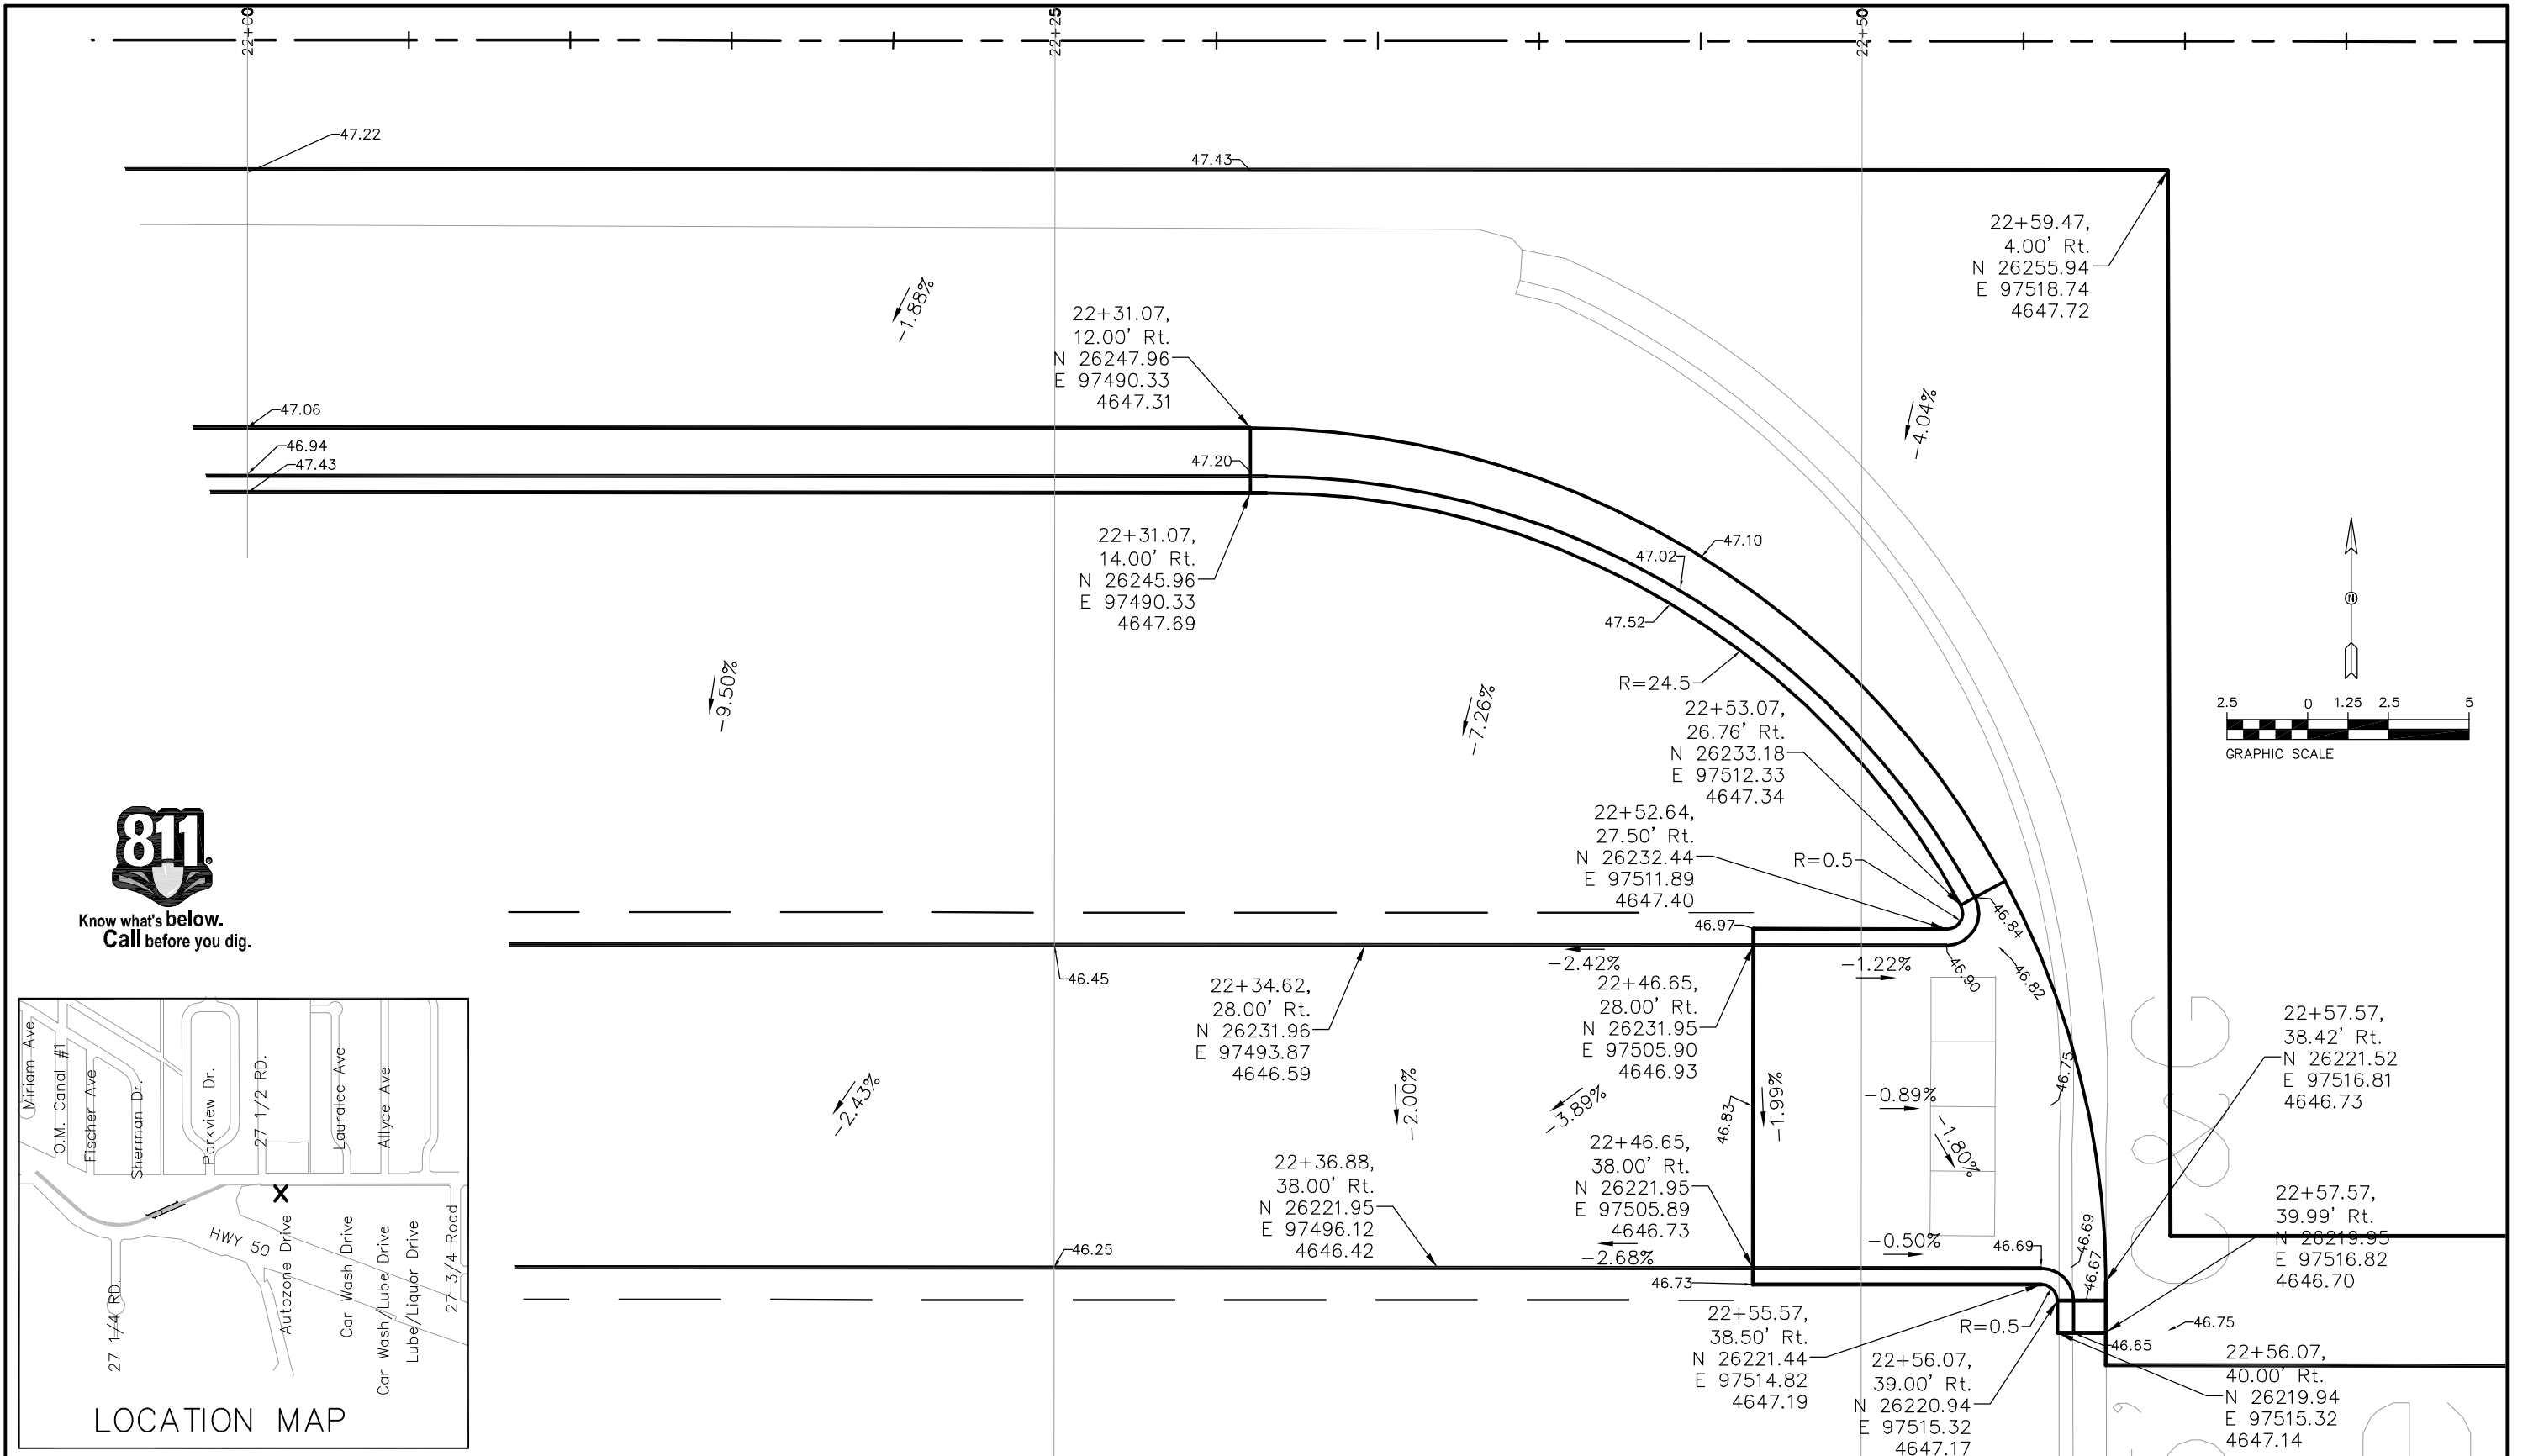 22+00
22+25
22+50
47.22
47.43
22+59.47,
4.00' Rt.
N 26255.94
E 97518.74
4647.72
-1.88%
22+31.07,
12.00' Rt.
N 26247.96
E 97490.33
4647.31
-4.04%
47.06
46.94
47.43
47.20
22+31.07,
14.00' Rt.
N 26245.96
E 97490.33
4647.69
47.10
47.02
47.52
R=24.5
-9.50%
-7.26%
22+53.07,
26.76' Rt.
N 26233.18
E 97512.33
4647.34
N
2.5 0 1.25 2.5 5
GRAPHIC SCALE
22+52.64,
27.50' Rt.
N 26232.44
E 97511.89
4647.40
R=0.5
811
Know what's below.
Call before you dig.
46.97
46.84
46.82
46.90
46.45
-2.42%
-1.22%
22+34.62,
28.00' Rt.
N 26231.96
E 97493.87
4646.59
22+46.65,
28.00' Rt.
N 26231.95
E 97505.90
4646.93
22+57.57,
38.42' Rt.
N 26221.52
E 97516.81
4646.73
-2.43%
-2.00%
-3.89%
46.83
-1.99%
-0.89%
-1.80%
46.75
22+36.88,
38.00' Rt.
N 26221.95
E 97496.12
4646.42
22+46.65,
38.00' Rt.
N 26221.95
E 97505.89
4646.73
22+57.57,
39.99' Rt.
N 26219.95
E 97516.82
4646.70
46.25
-2.68%
-0.50%
46.69
46.69
46.67
46.73
R=0.5
46.75
46.65
22+55.57,
38.50' Rt.
N 26221.44
E 97514.82
4647.19
22+56.07,
39.00' Rt.
N 26220.94
E 97515.32
4647.17
22+56.07,
40.00' Rt.
N 26219.94
E 97515.32
4647.14
C&G
Miriam Ave
O.M. Canal #1
Fischer Ave
Sherman Dr.
Parkview Dr.
27 1/2 RD.
Lauralee Ave
Allyce Ave
HWY 50
27 1/4 RD.
Autozone Drive
Car Wash Drive
Car Wash/Lube Drive
Lube/Liquor Drive
27 3/4 Road
LOCATION MAP